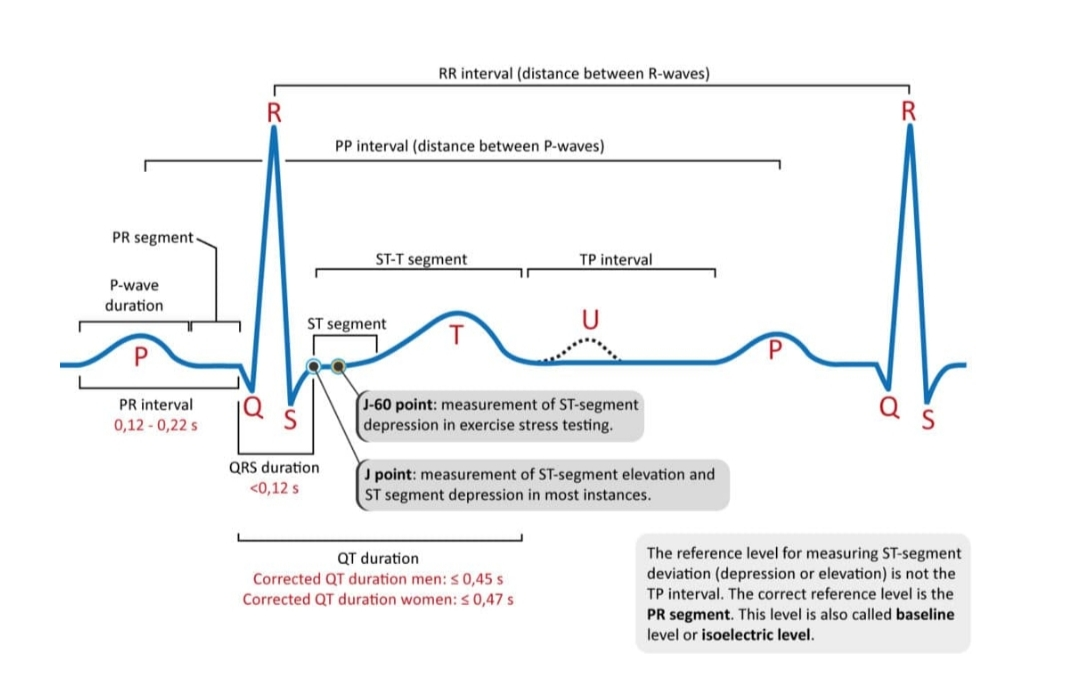 RR interval (distance between R-waves)
R
R
PP interval (distance between P-waves)
PR segment
ST-T segment
TP interval
P-wave
duration
ST segment
U
T
P
P
PR interval
0,12 - 0,22 s
Q
S
Q
S
J-60 point: measurement of ST-segment
depression in exercise stress testing.
QRS duration
<0,12 s
J point: measurement of ST-segment elevation and
ST segment depression in most instances.
QT duration
Corrected QT duration men: ≤ 0,45 s
Corrected QT duration women: ≤ 0,47 s
The reference level for measuring ST-segment
deviation (depression or elevation) is not the
TP interval. The correct reference level is the
PR segment. This level is also called baseline
level or isoelectric level.